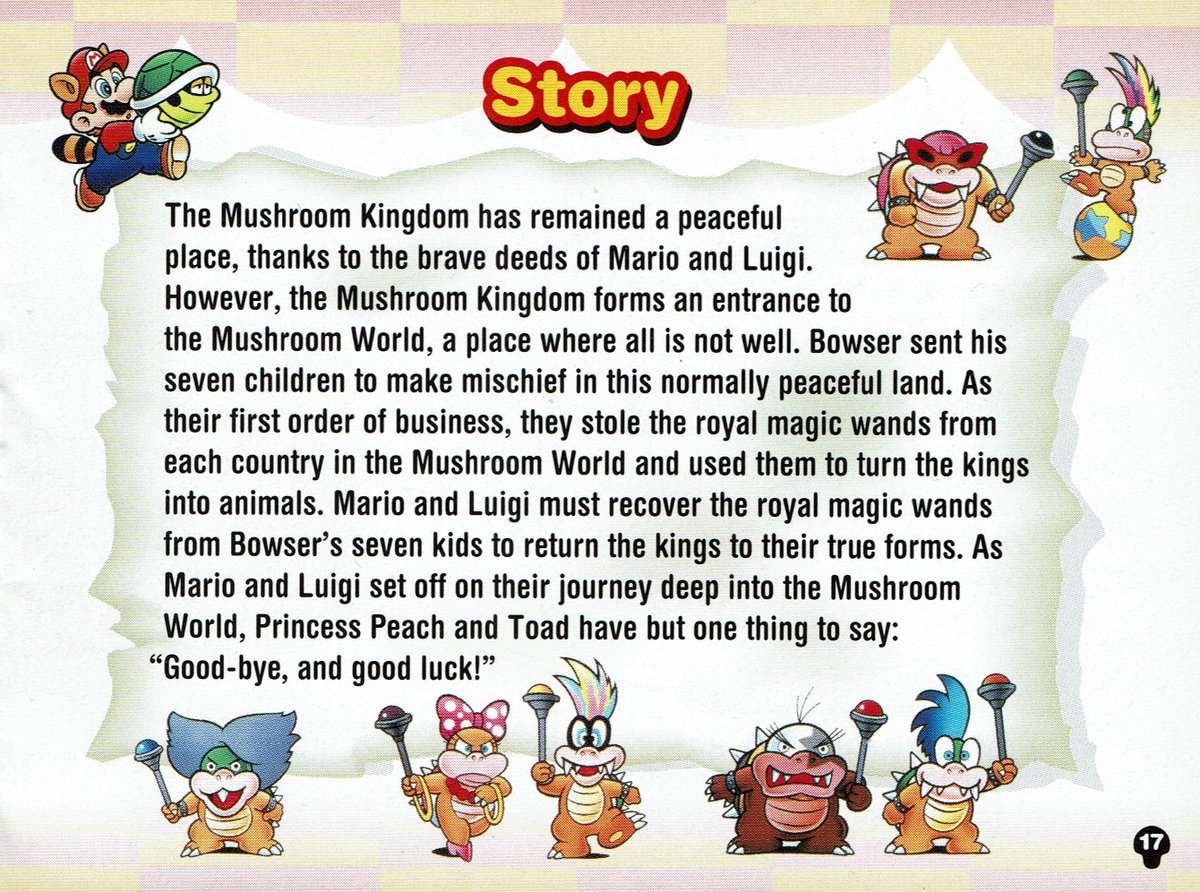 Story
The Mushroom Kingdom has remained a peaceful
place, thanks to the brave deeds of Mario and Luigi.
However, the Mushroom Kingdom forms an entrance to
the Mushroom World, a place where all is not well. Bowser sent his
seven children to make mischief in this normally peaceful land. As
their first order of business, they stole the royal magic wands from
each country in the Mushroom World and used them to turn the kings
into animals. Mario and Luigi must recover the royal magic wands
from Bowser’s seven kids to return the kings to their true forms. As
Mario and Luigi set off on their journey deep into the Mushroom
World, Princess Peach and Toad have but one thing to say:
“Good-bye, and good luck!”
17